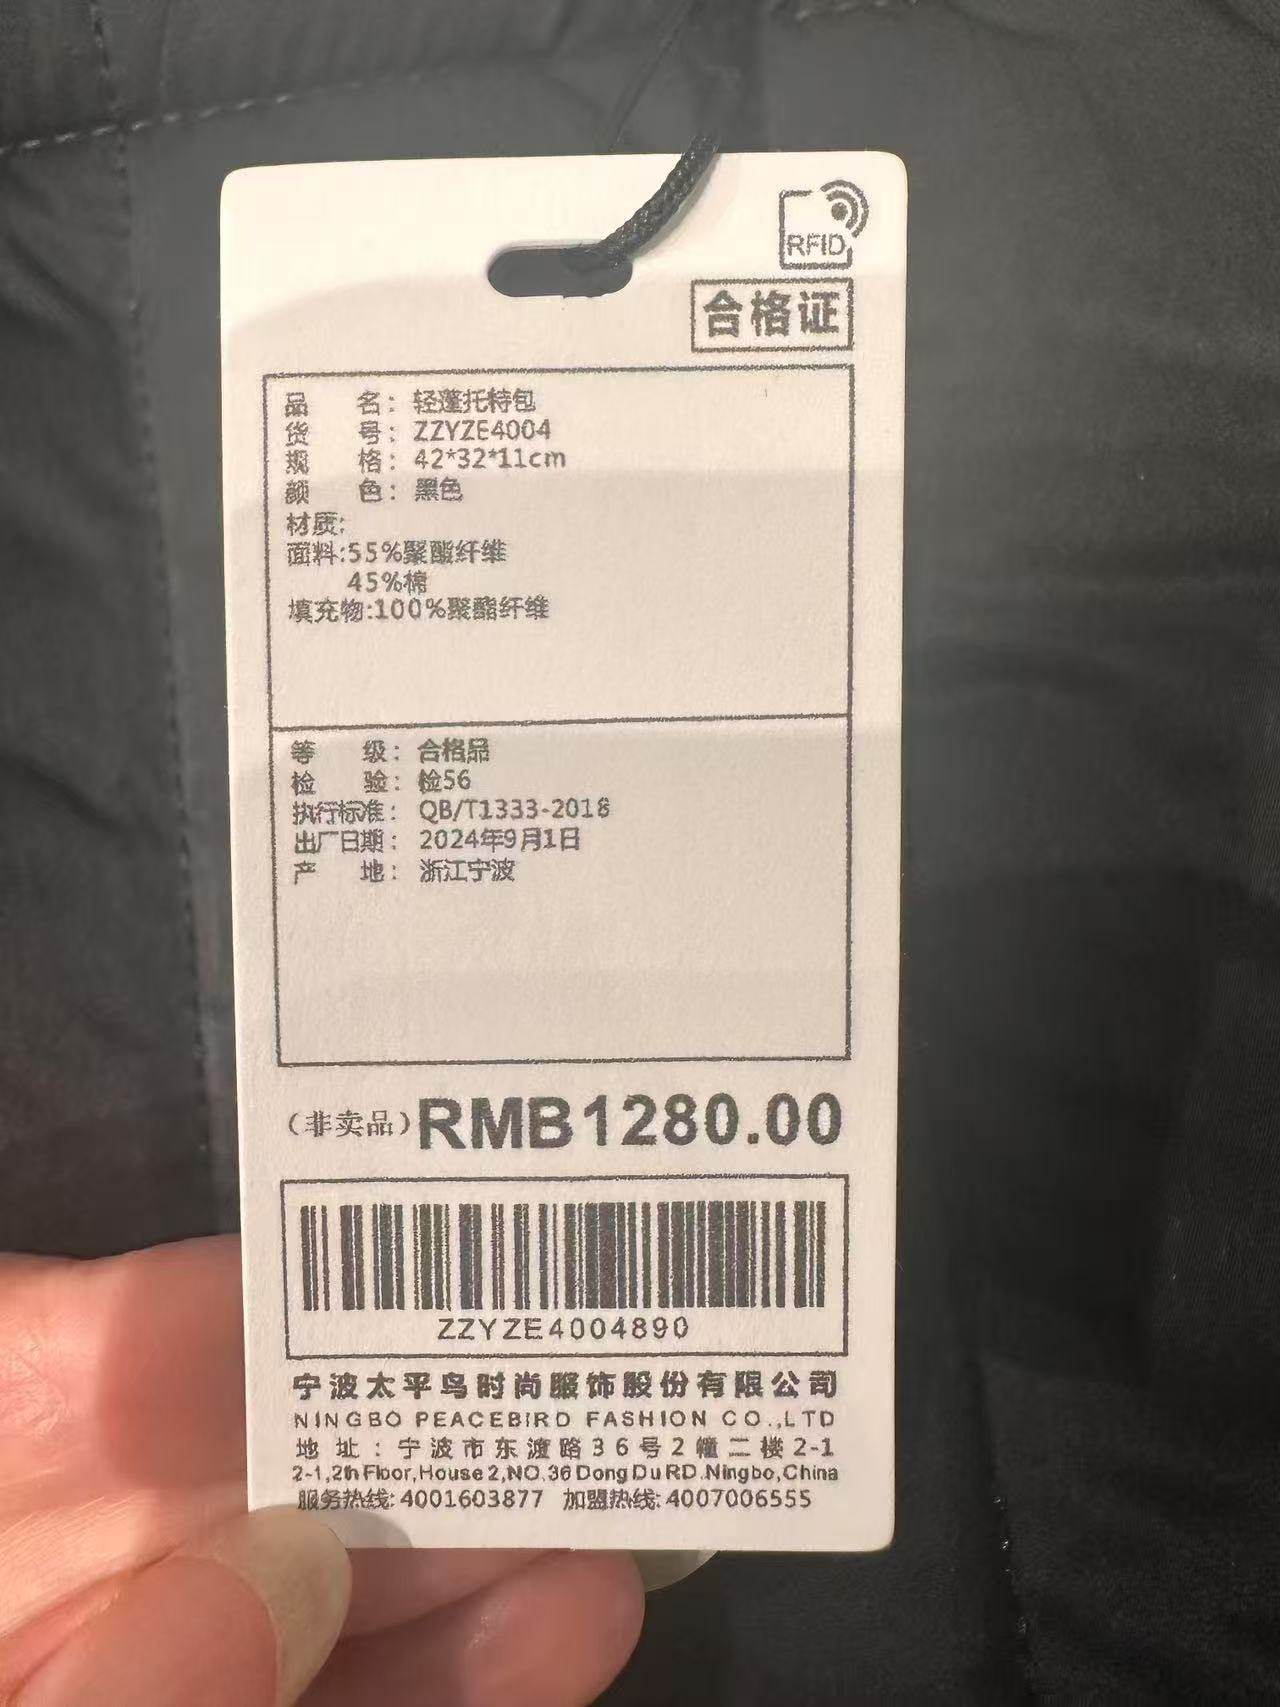 RFID
合格证
品 名：轻蓬托特包
货 号：ZZYZE4004
规 格：42*32*11cm
颜 色：黑色
材质:
面料:55%聚酯纤维
45%棉
填充物:100%聚酯纤维
等 级：合格品
检 验：检56
执行标准：QB/T1333-2018
出厂日期：2024年9月1日
产 地：浙江宁波
（非卖品）RMB1280.00
ZZYZE4004890
宁波太平鸟时尚服饰股份有限公司
NINGBO PEACEBIRD FASHION CO.,LTD
地址：宁波市东渡路36号2幢二楼2-1
2-1,2th Floor,House 2,NO.36 Dong Du RD.Ningbo,China
服务热线:4001603877 加盟热线:4007006555